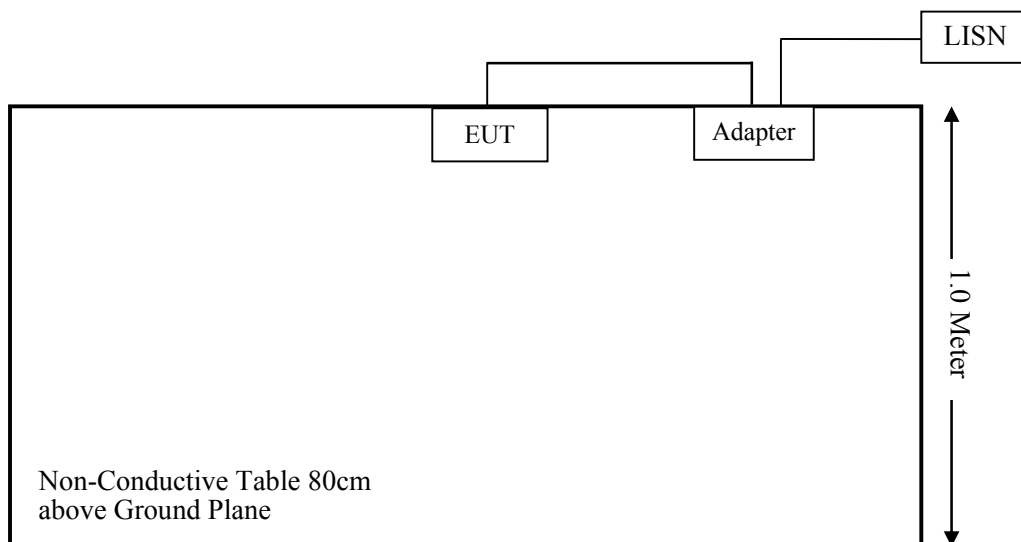 LISN
EUT
Adapter
1.0 Meter
Non-Conductive Table 80cm
above Ground Plane